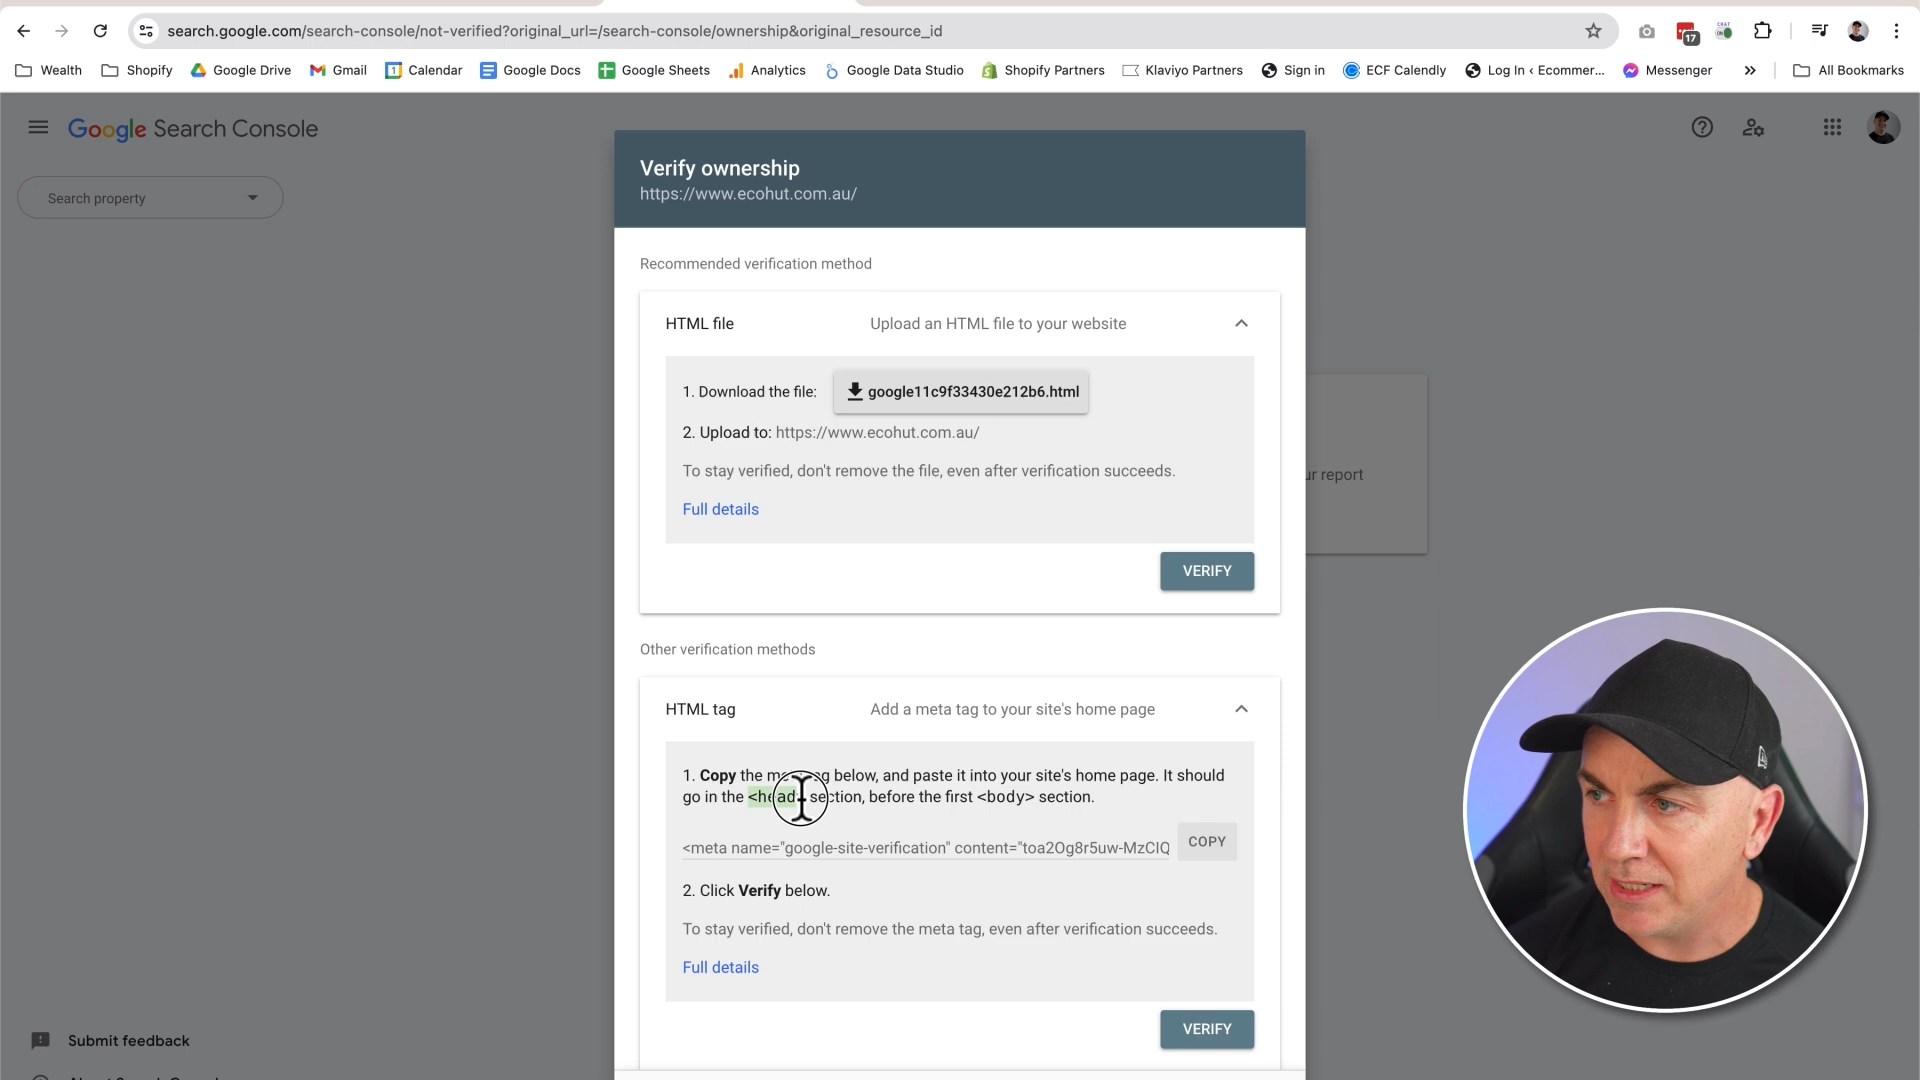 search.google.com/search-console/not-verified?original_url=/search-console/ownership&original_resource_id
17
CHAT
Wealth
Shopify
Google Drive
Gmail
1 Calendar
Google Docs
Google Sheets
Analytics
Google Data Studio
Shopify Partners
Klaviyo Partners
Sign in
ECF Calendly
Log In ‹ Ecommer...
Messenger
»
All Bookmarks
Google Search Console
Search property
Verify ownership
https://www.ecohut.com.au/
Recommended verification method
HTML file
Upload an HTML file to your website
1. Download the file: google11c9f33430e212b6.html
2. Upload to: https://www.ecohut.com.au/
To stay verified, don't remove the file, even after verification succeeds.
Full details
VERIFY
ur report
Other verification methods
HTML tag
Add a meta tag to your site's home page
1. Copy the meta tag below, and paste it into your site's home page. It should
go in the <head> section, before the first <body> section.
<meta name="google-site-verification" content="toa2Og8r5uw-MzCIQ
COPY
2. Click Verify below.
To stay verified, don't remove the meta tag, even after verification succeeds.
Full details
VERIFY
Submit feedback